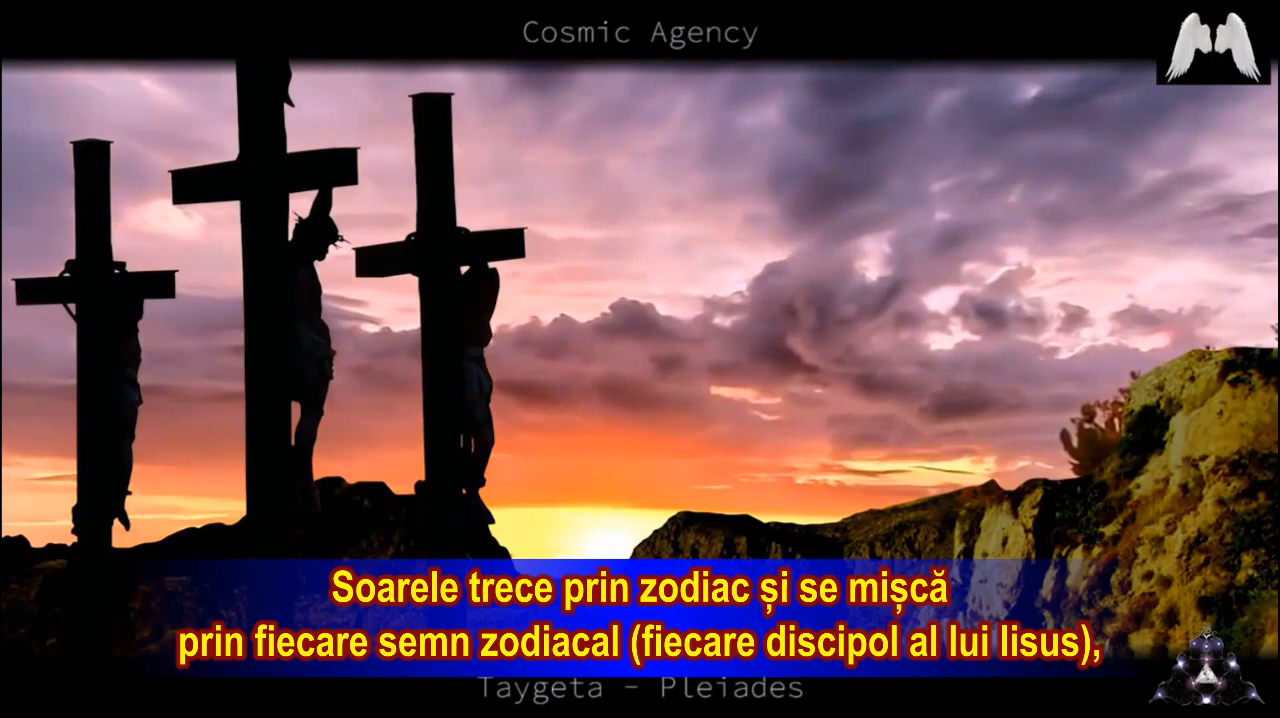 Cosmic Agency
Soarele trece prin zodiac și se mișcă
prin fiecare semn zodiacal (fiecare discipol al lui Iisus),
Taygeta - Pleiades